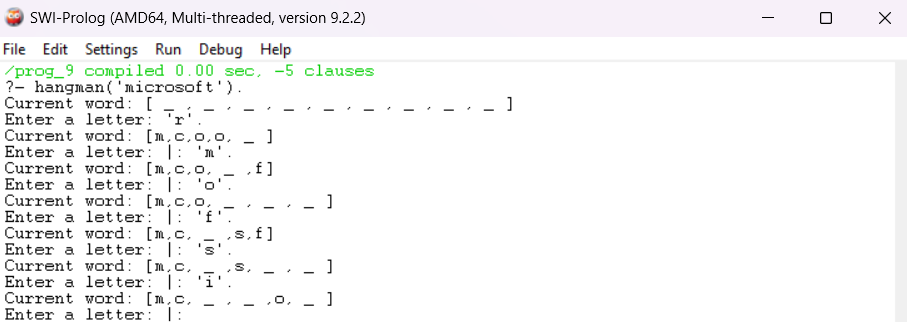 SWI-Prolog (AMD64, Multi-threaded, version 9.2.2)
File Edit Settings Run Debug Help
/prog_9 compiled 0.00 sec, -5 clauses
?- hangman('microsoft').
Current word: [ _ , _ , _ , _ , _ , _ , _ , _ , _ ]
Enter a letter: 'r'.
Current word: [m,c,o,o, _ ]
Enter a letter: |: 'm'.
Current word: [m,c,o, _ ,f]
Enter a letter: |: 'o'.
Current word: [m,c,o, _ , _ , _ ]
Enter a letter: |: 'f'.
Current word: [m,c, _ ,s,f]
Enter a letter: |: 's'.
Current word: [m,c, _ ,s, _ , _ ]
Enter a letter: |: 'i'.
Current word: [m,c, _ , _ ,o, _ ]
Enter a letter: |: